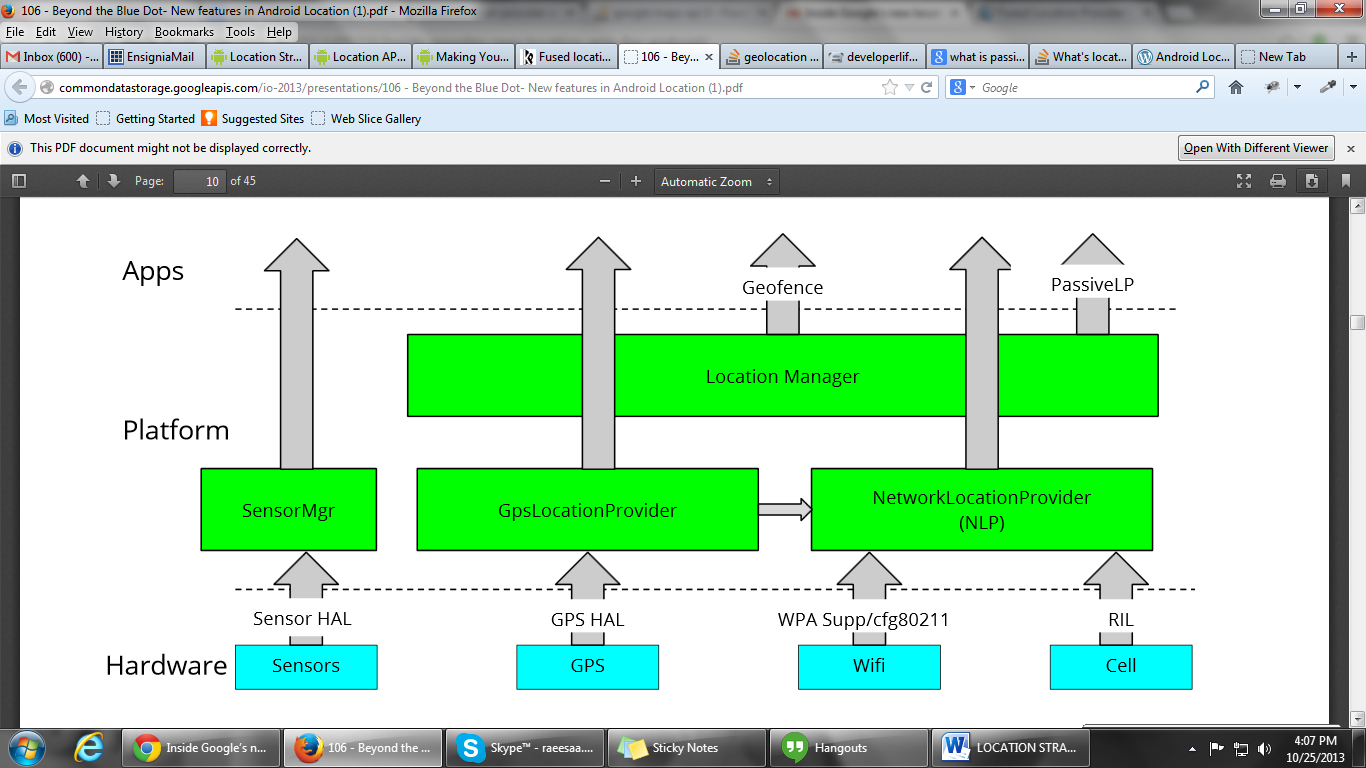 106 - Beyond the Blue Dot- New features in Android Location (1).pdf - Mozilla Firefox
File Edit View History Bookmarks Tools Help
Inbox (600) -... EnsigniaMail Location Str... Location AP... Making You... Fused locati... 106 - Bey... geolocation ... developerlif... what is passi... What's locat... Android Loc... New Tab
commondatastorage.googleapis.com/io-2013/presentations/106 - Beyond the Blue Dot- New features in Android Location (1).pdf Google
Most Visited Getting Started Suggested Sites Web Slice Gallery
This PDF document might not be displayed correctly. Open With Different Viewer
Page: 10 of 45 Automatic Zoom
Apps
Geofence PassiveLP
Location Manager
Platform
SensorMgr GpsLocationProvider NetworkLocationProvider
(NLP)
Sensor HAL GPS HAL WPA Supp/cfg80211 RIL
Hardware Sensors GPS Wifi Cell
Inside Google's n... 106 - Beyond the ... Skype™ - raeesaa.... Sticky Notes Hangouts LOCATION STRA... 4:07 PM
10/25/2013